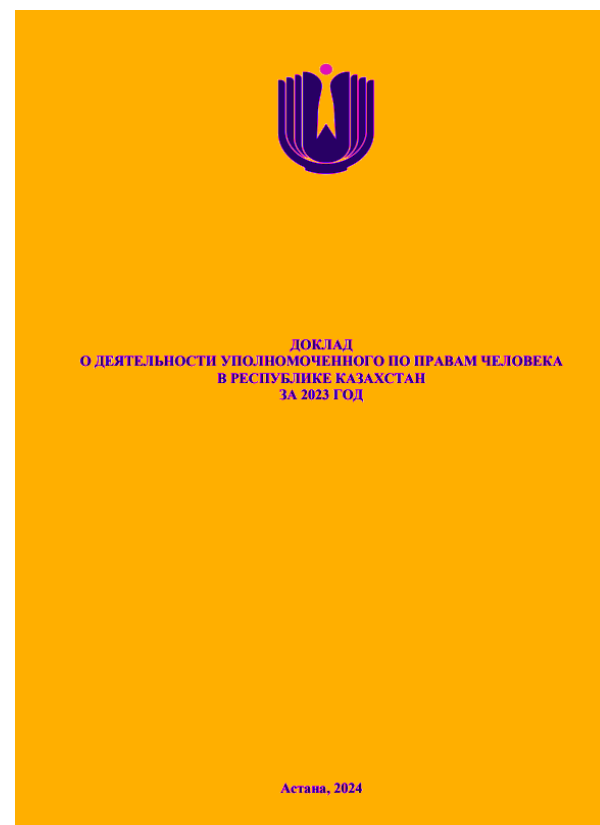 ДОКЛАД
О ДЕЯТЕЛЬНОСТИ УПОЛНОМОЧЕННОГО ПО ПРАВАМ ЧЕЛОВЕКА
В РЕСПУБЛИКЕ КАЗАХСТАН
ЗА 2023 ГОД
Астана, 2024